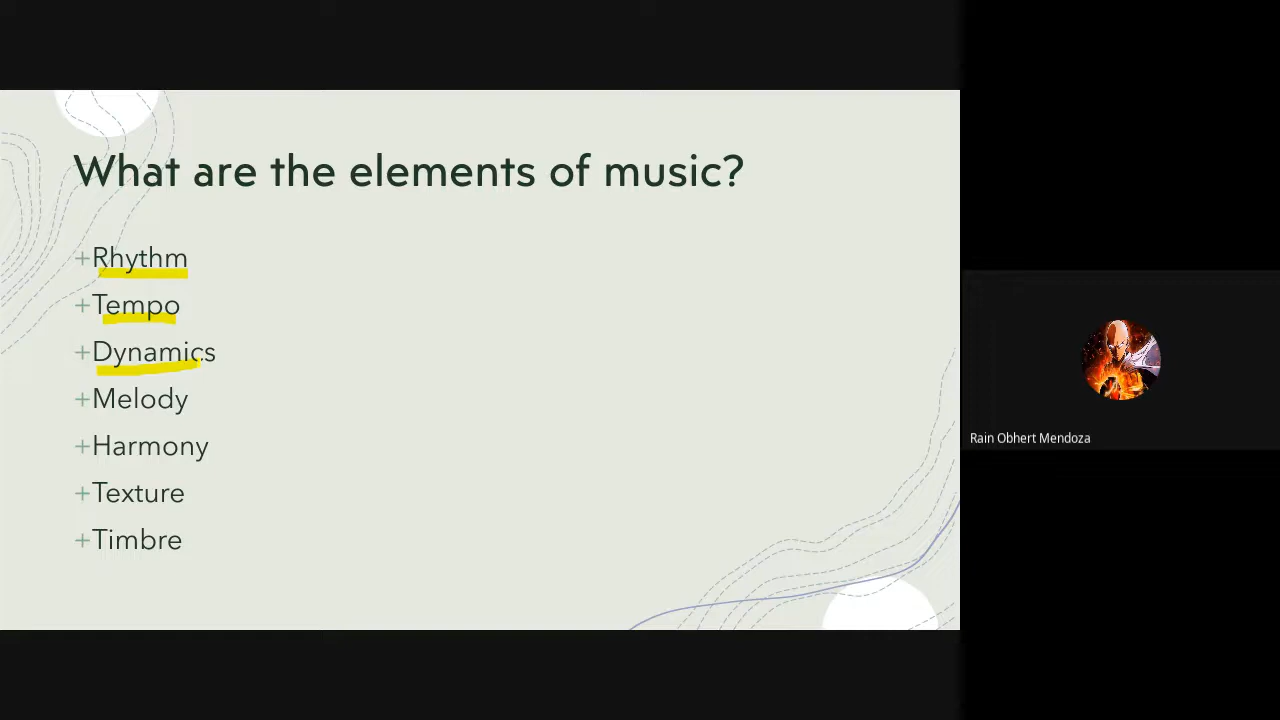 What are the elements of music?
+Rhythm
+Tempo
+Dynamics
+Melody
+Harmony
+Texture
+Timbre
Rain Obhert Mendoza